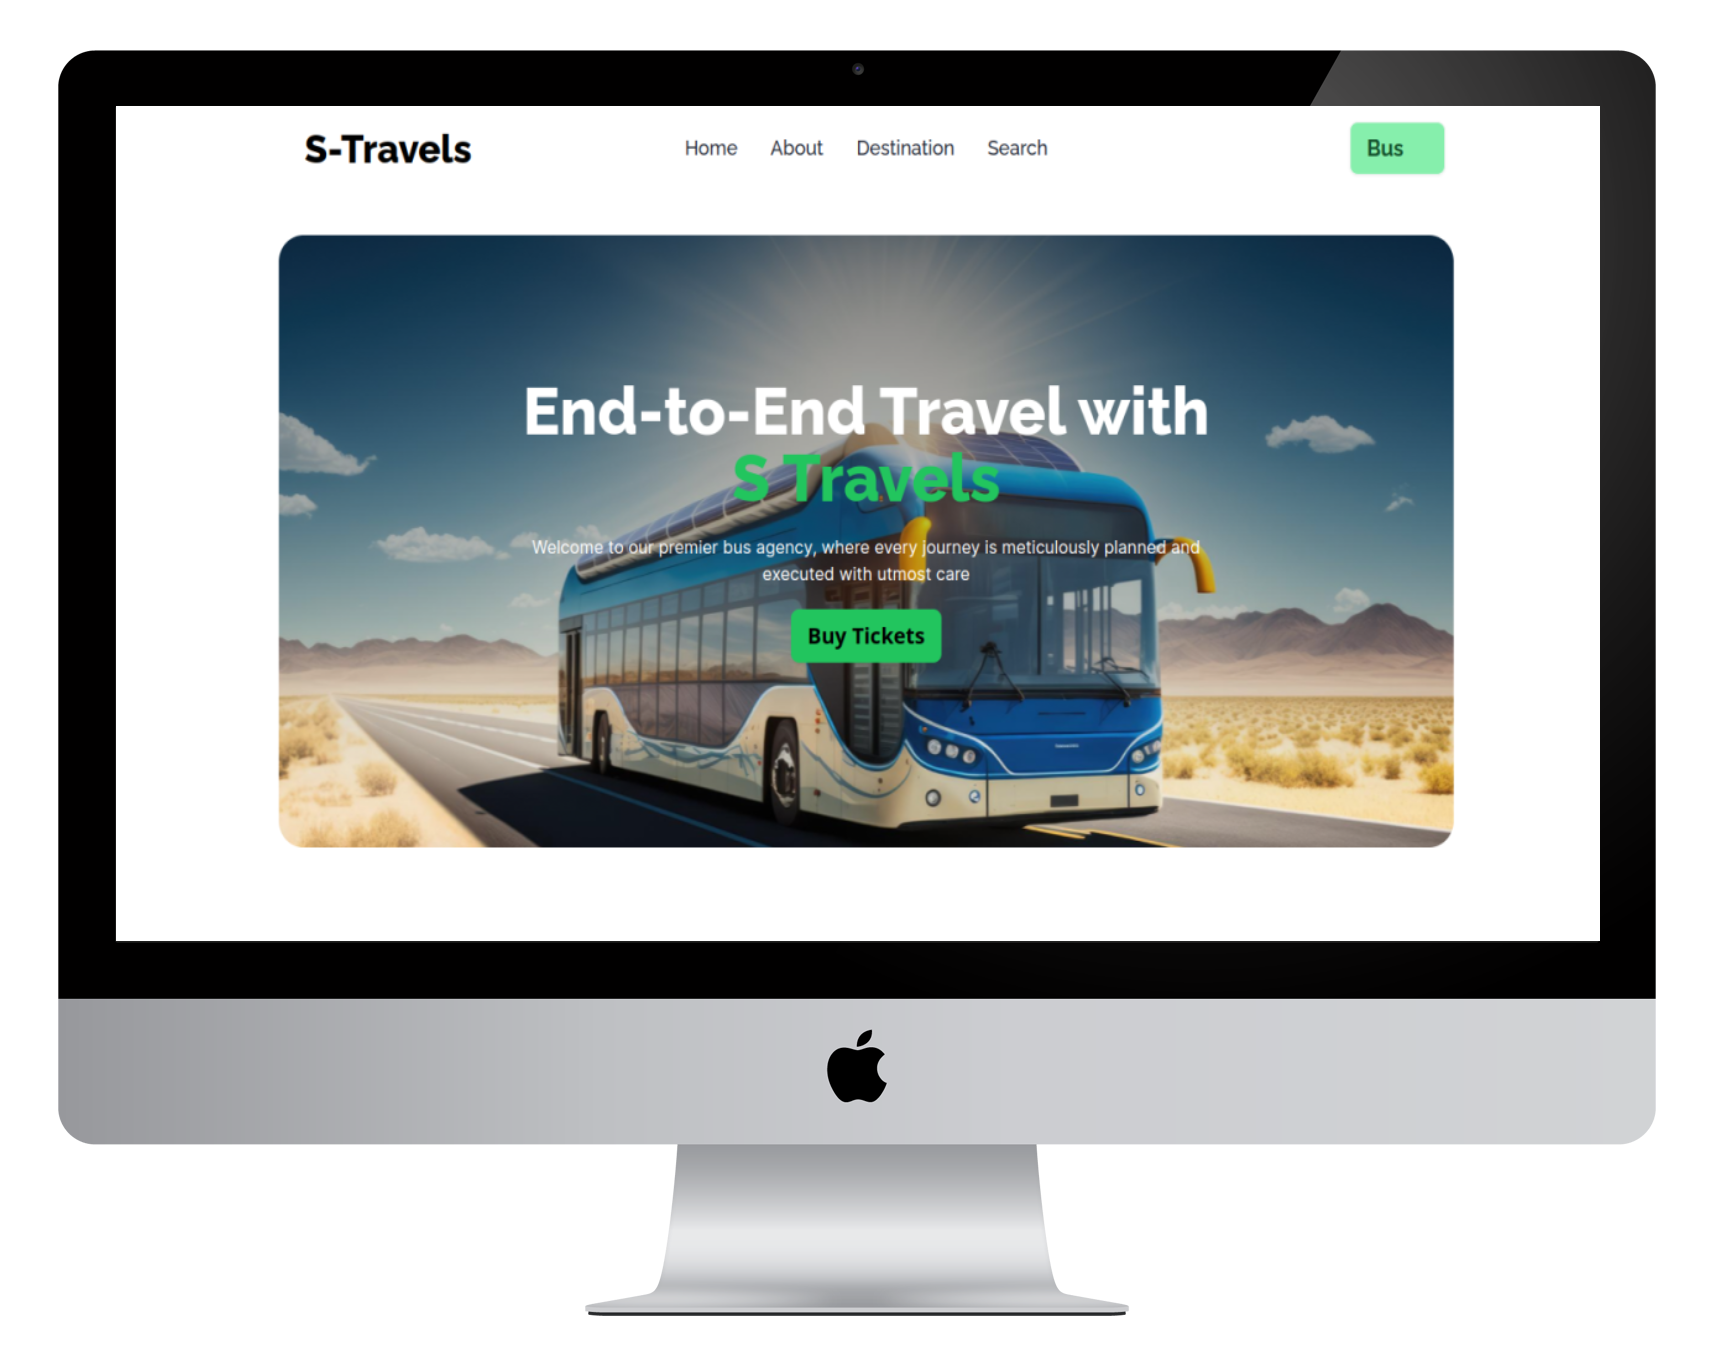 S-Travels
Home About Destination Search
Bus
End-to-End Travel with
S Travels
Welcome to our premier bus agency, where every journey is meticulously planned and
executed with utmost care
Buy Tickets